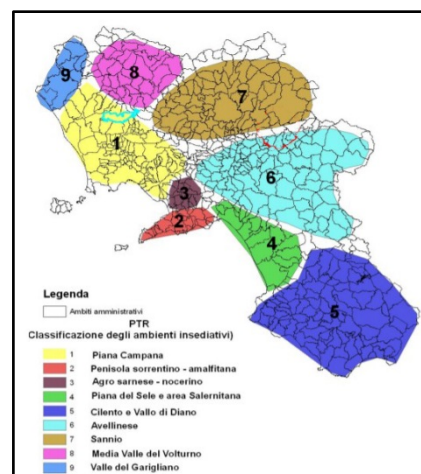 9
8
7
1
6
3
2
4
5
Legenda
Ambiti amministrativi
PTR
Classificazione degli ambienti insediativi)
1 Piana Campana
2 Penisola sorrentino - amalfitana
3 Agro sarnese - nocerino
4 Piana del Sele e area Salernitana
5 Cilento e Vallo di Diano
6 Avellinese
7 Sannio
8 Media Valle del Volturno
9 Valle del Garigliano